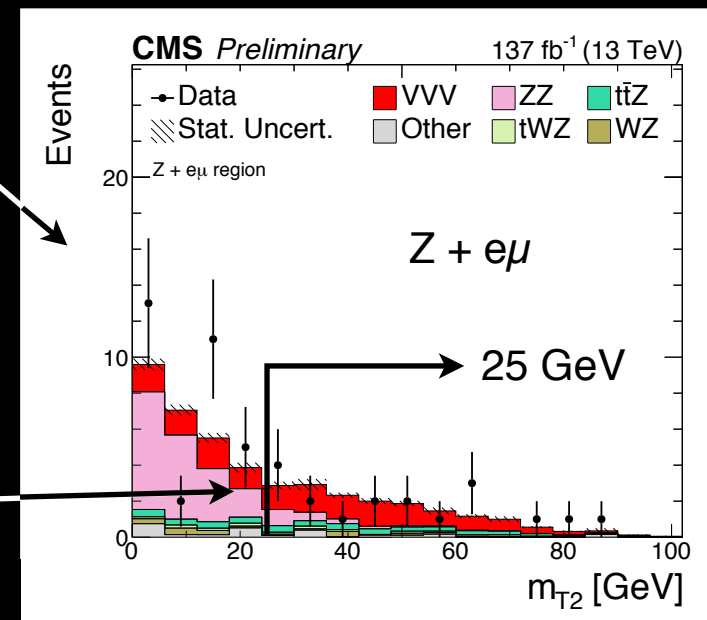 CMS Preliminary 137 fb⁻¹ (13 TeV)
Events
Data VVV ZZ tt̄Z
Stat. Uncert. Other tWZ WZ
Z + eμ region
20
Z + eμ
10
25 GeV
0
0 20 40 60 80 100
m_T2 [GeV]